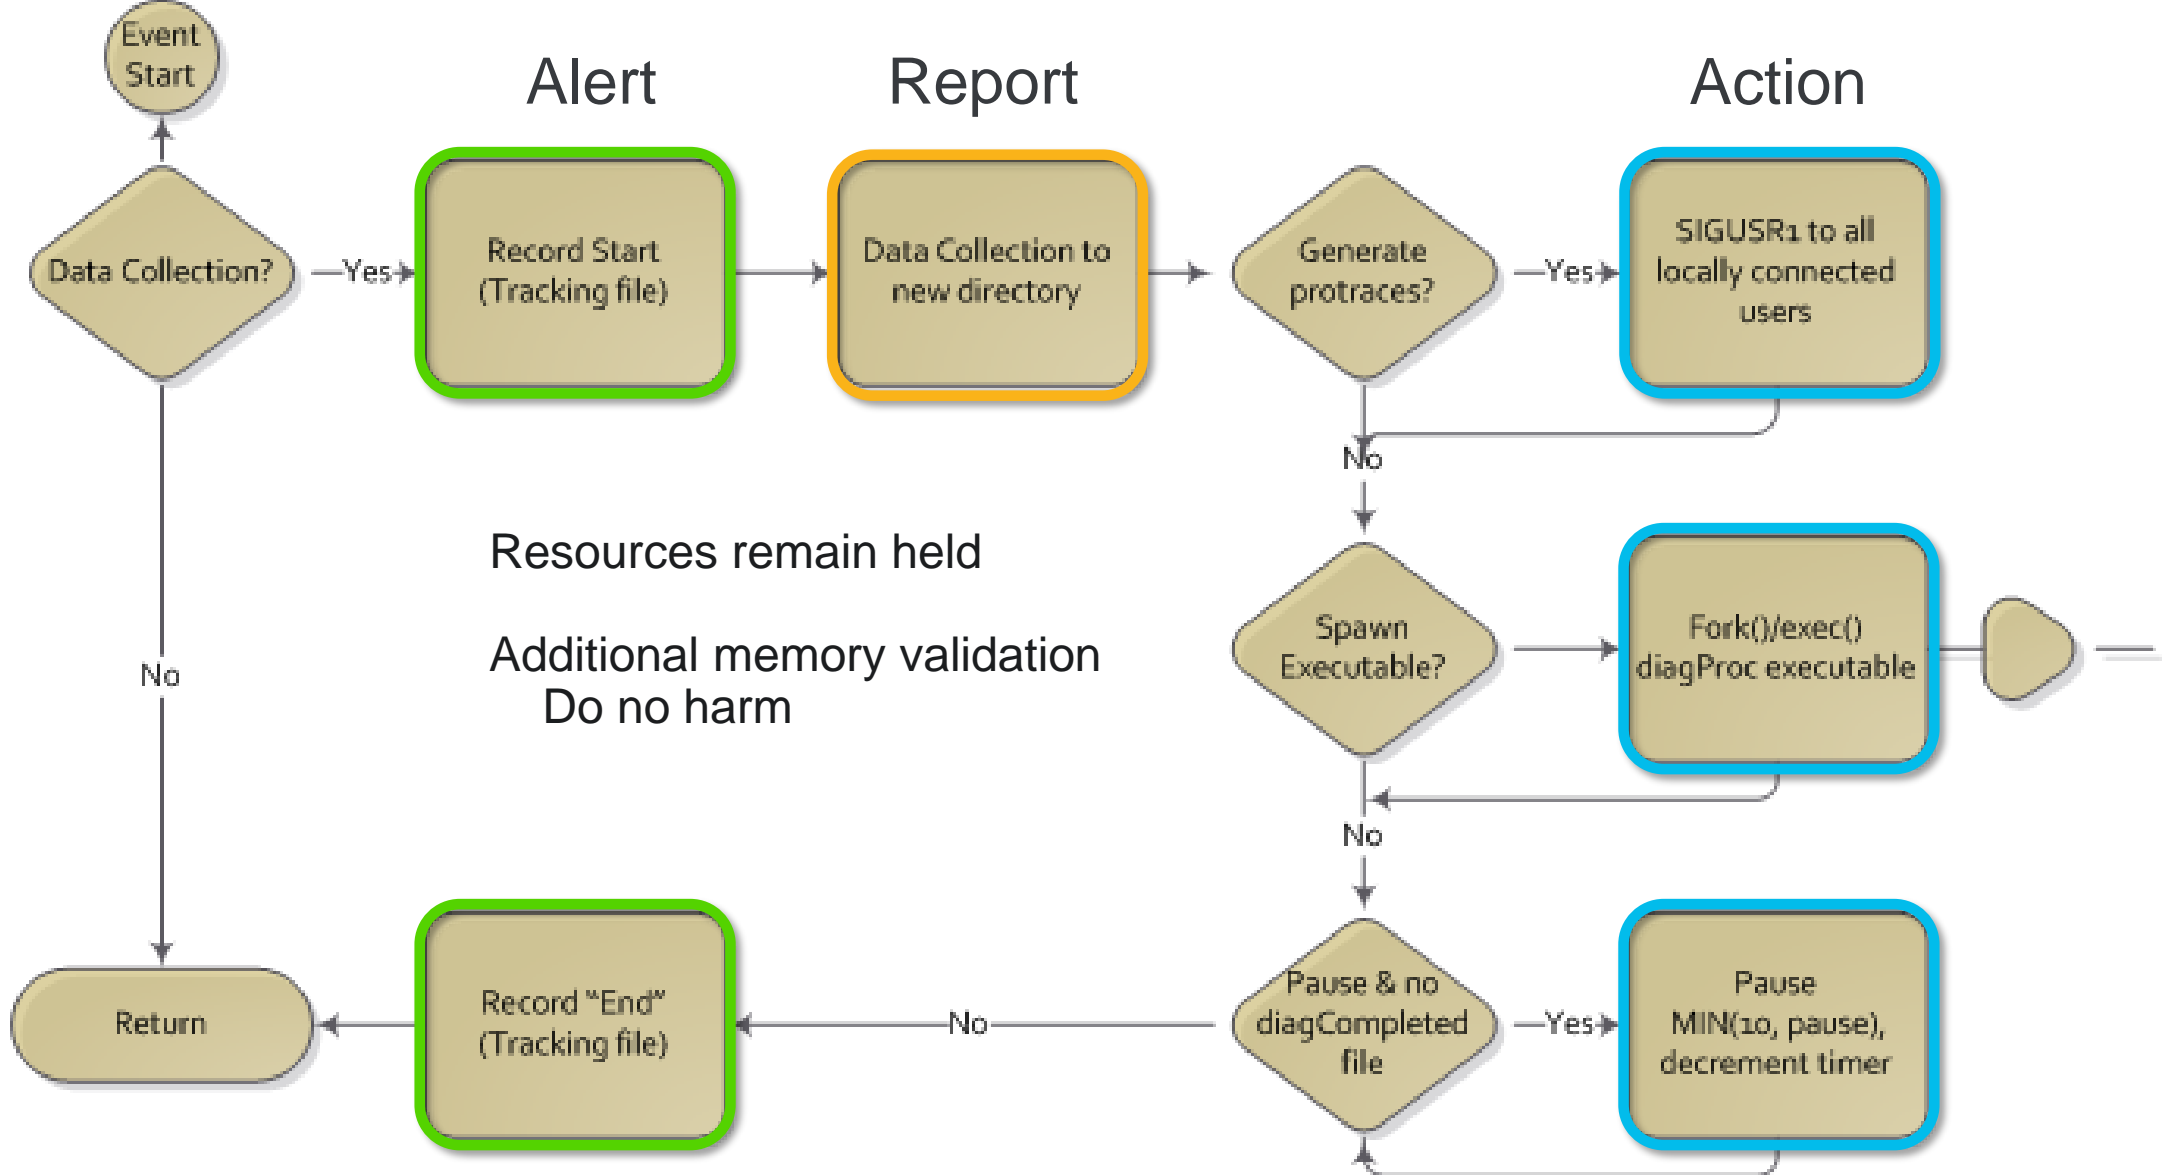 Event
Start
Alert
Report
Action
Data Collection?
Yes
Record Start
(Tracking file)
Data Collection to
new directory
Generate
protraces?
Yes
SIGUSR1 to all
locally connected
users
No
Resources remain held
Additional memory validation
Do no harm
Spawn
Executable?
Fork()/exec()
diagProc executable
No
No
Return
Record “End”
(Tracking file)
No
Pause & no
diagCompleted
file
Yes
Pause
MIN(10, pause),
decrement timer